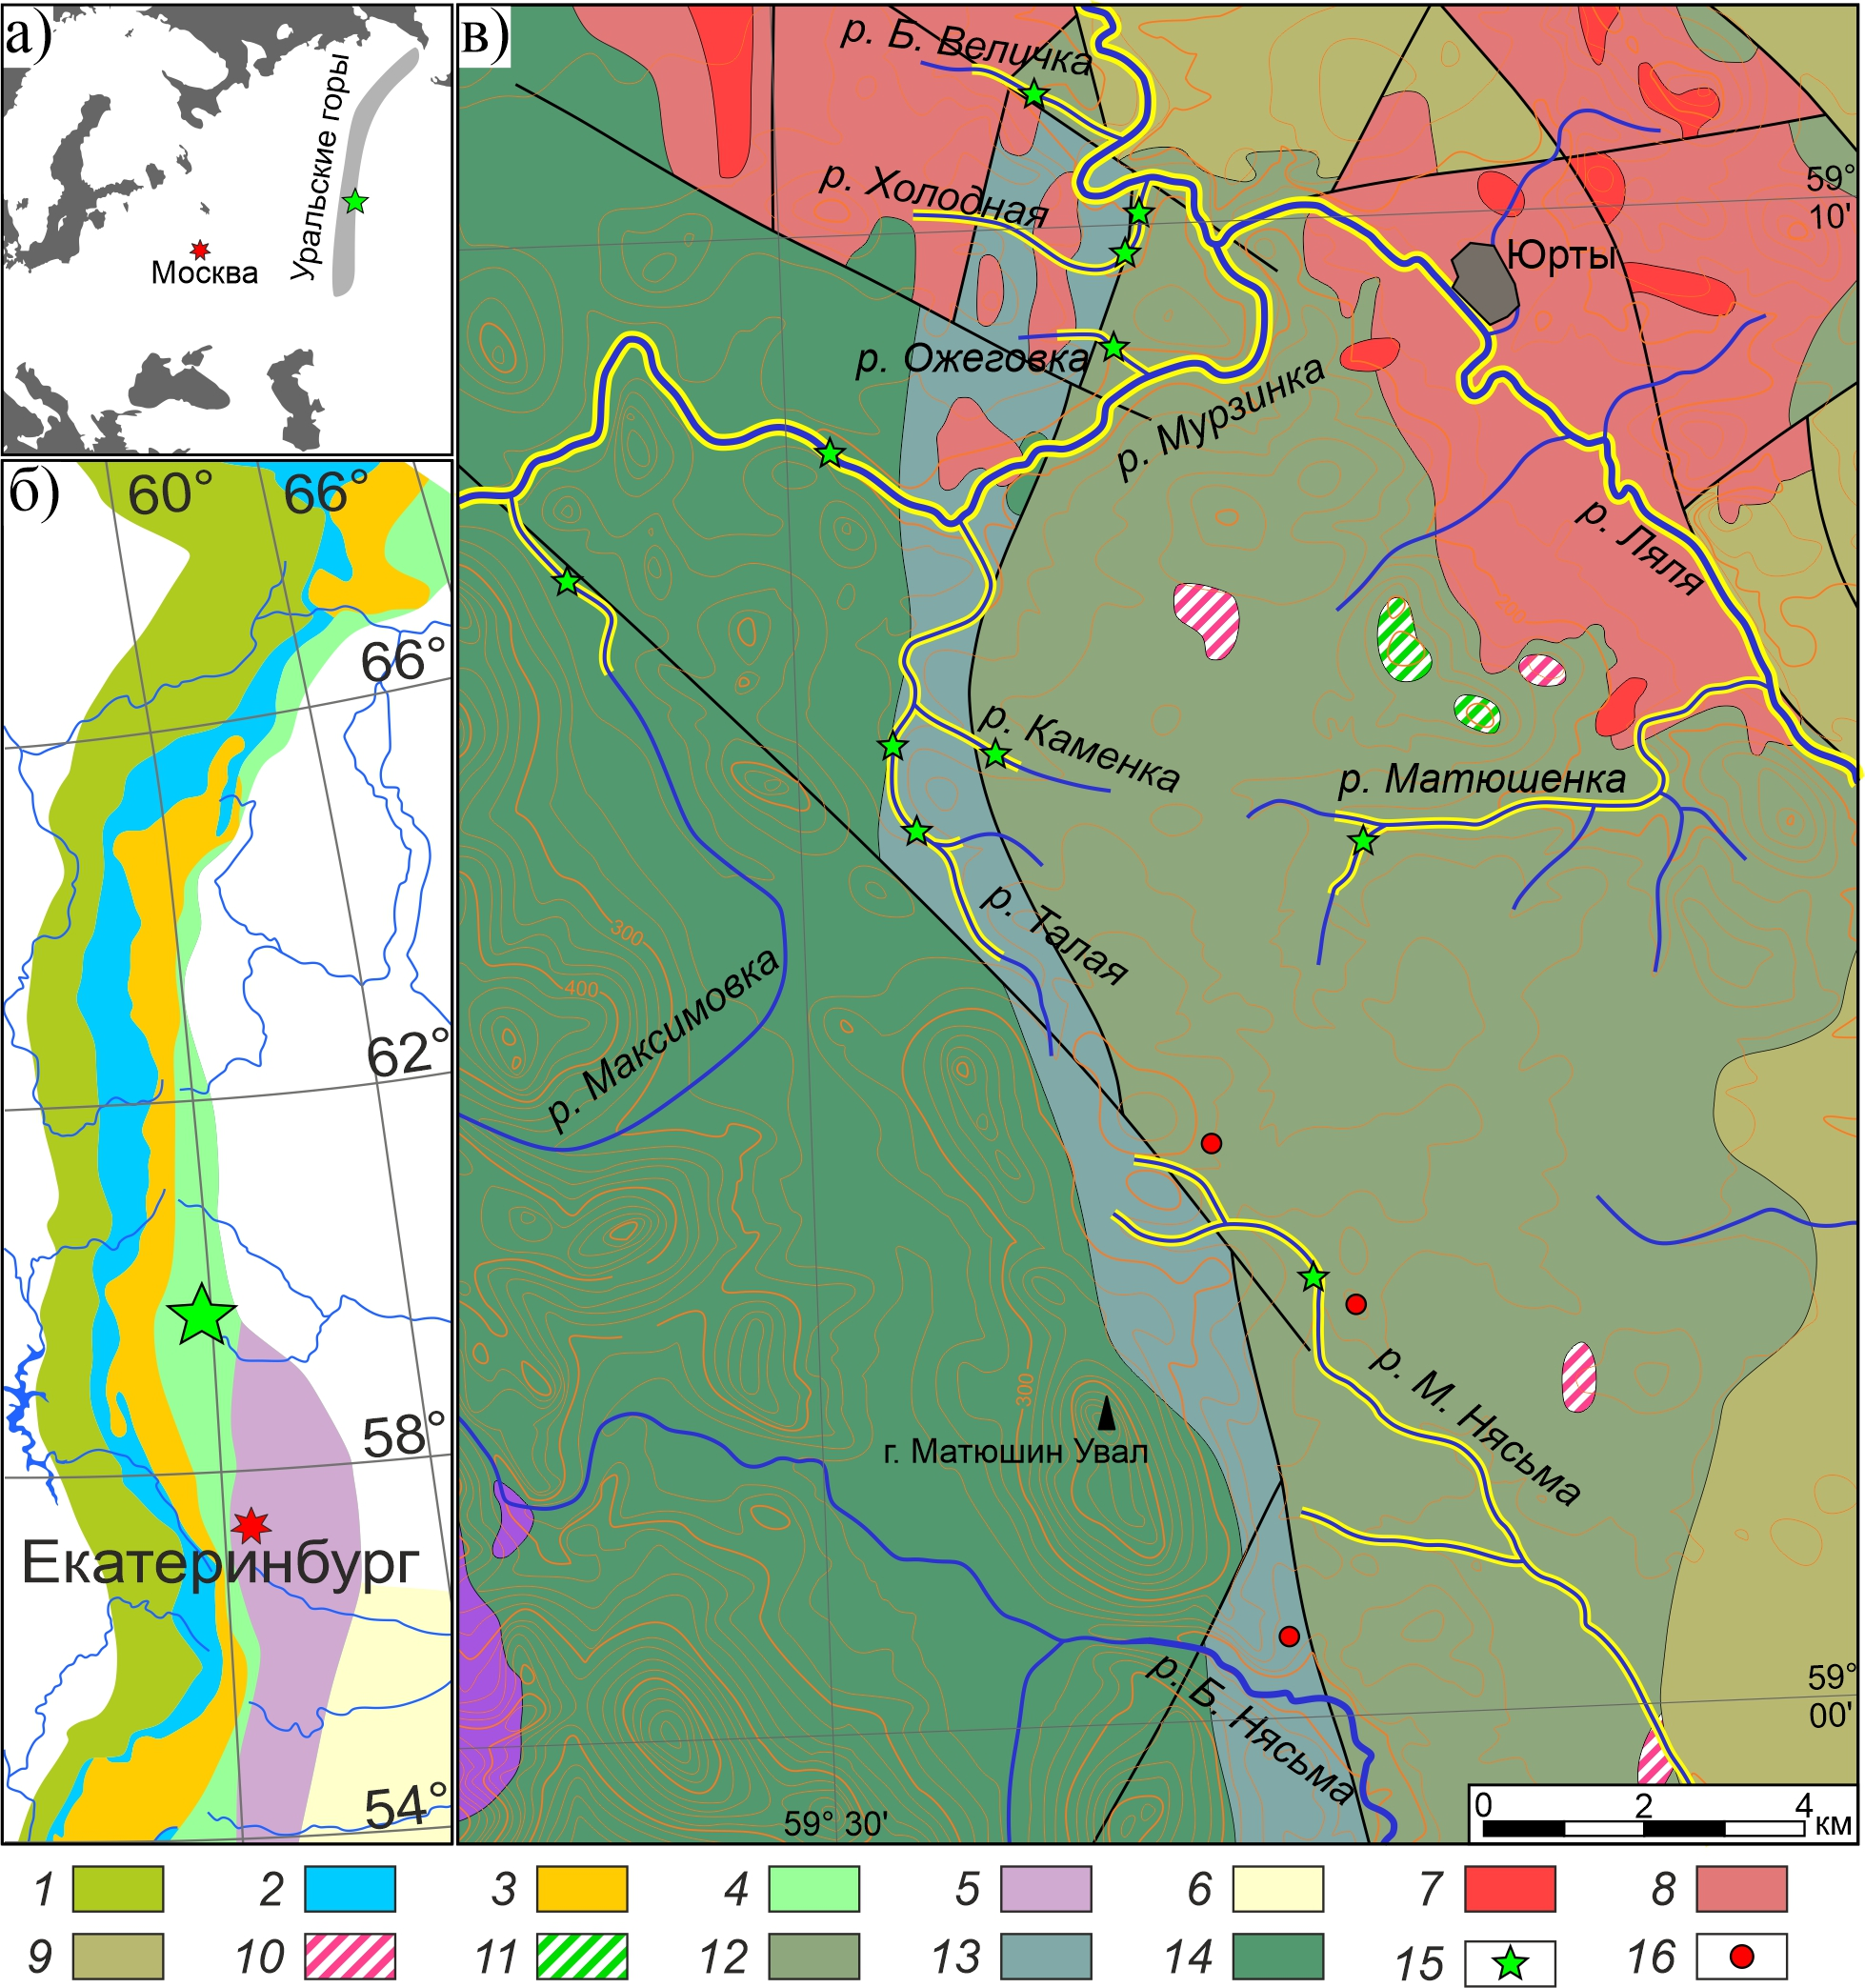 а)
Уральские горы
Москва
б)
60°
66°
66°
62°
58°
Екатеринбург
54°
в)
р. Б. Величка
р. Холодная
59°
10'
Юрты
р. Ожеговка
р. Мурзинка
р. Ляля
р. Каменка
р. Матюшенка
300
р. Талая
400
р. Максимовка
300
г. Матюшин Увал
р. М. Нясьма
р. Б. Нясьма
59°
00'
59° 30'
0 2 4 км
1 2 3 4 5 6 7 8
9 10 11 12 13 14 15 16